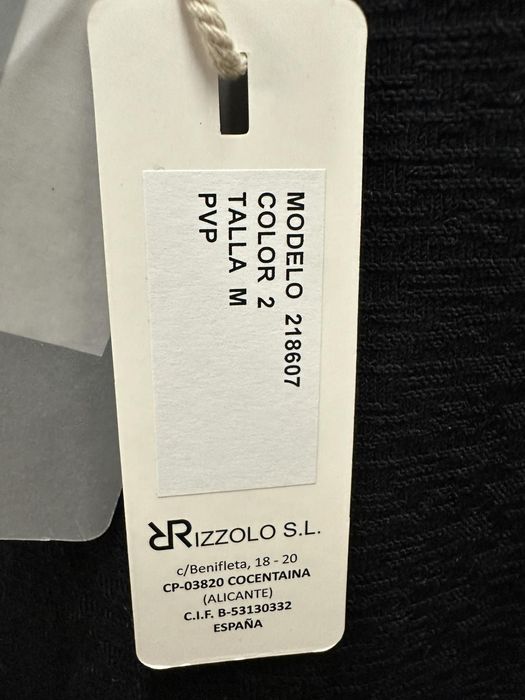 MODELO 218607
COLOR 2
TALLA M
PVP
RIZZOLO S.L.
c/Benifleta, 18 - 20
CP-03820 COCENTAINA
(ALICANTE)
C.I.F. B-53130332
ESPAÑA